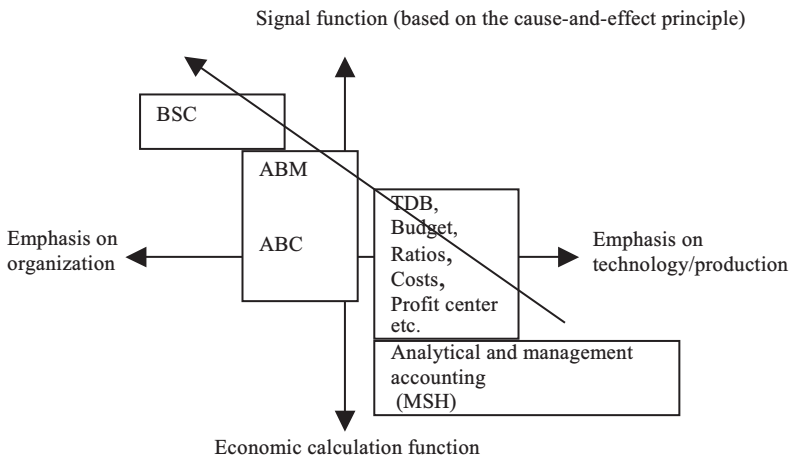 Signal function (based on the cause-and-effect principle)
BSC
ABM
ABC
TDB,
Budget,
Ratios,
Costs,
Profit center
etc.
Emphasis on
organization
Emphasis on
technology/production
Analytical and management
accounting
(MSH)
Economic calculation function